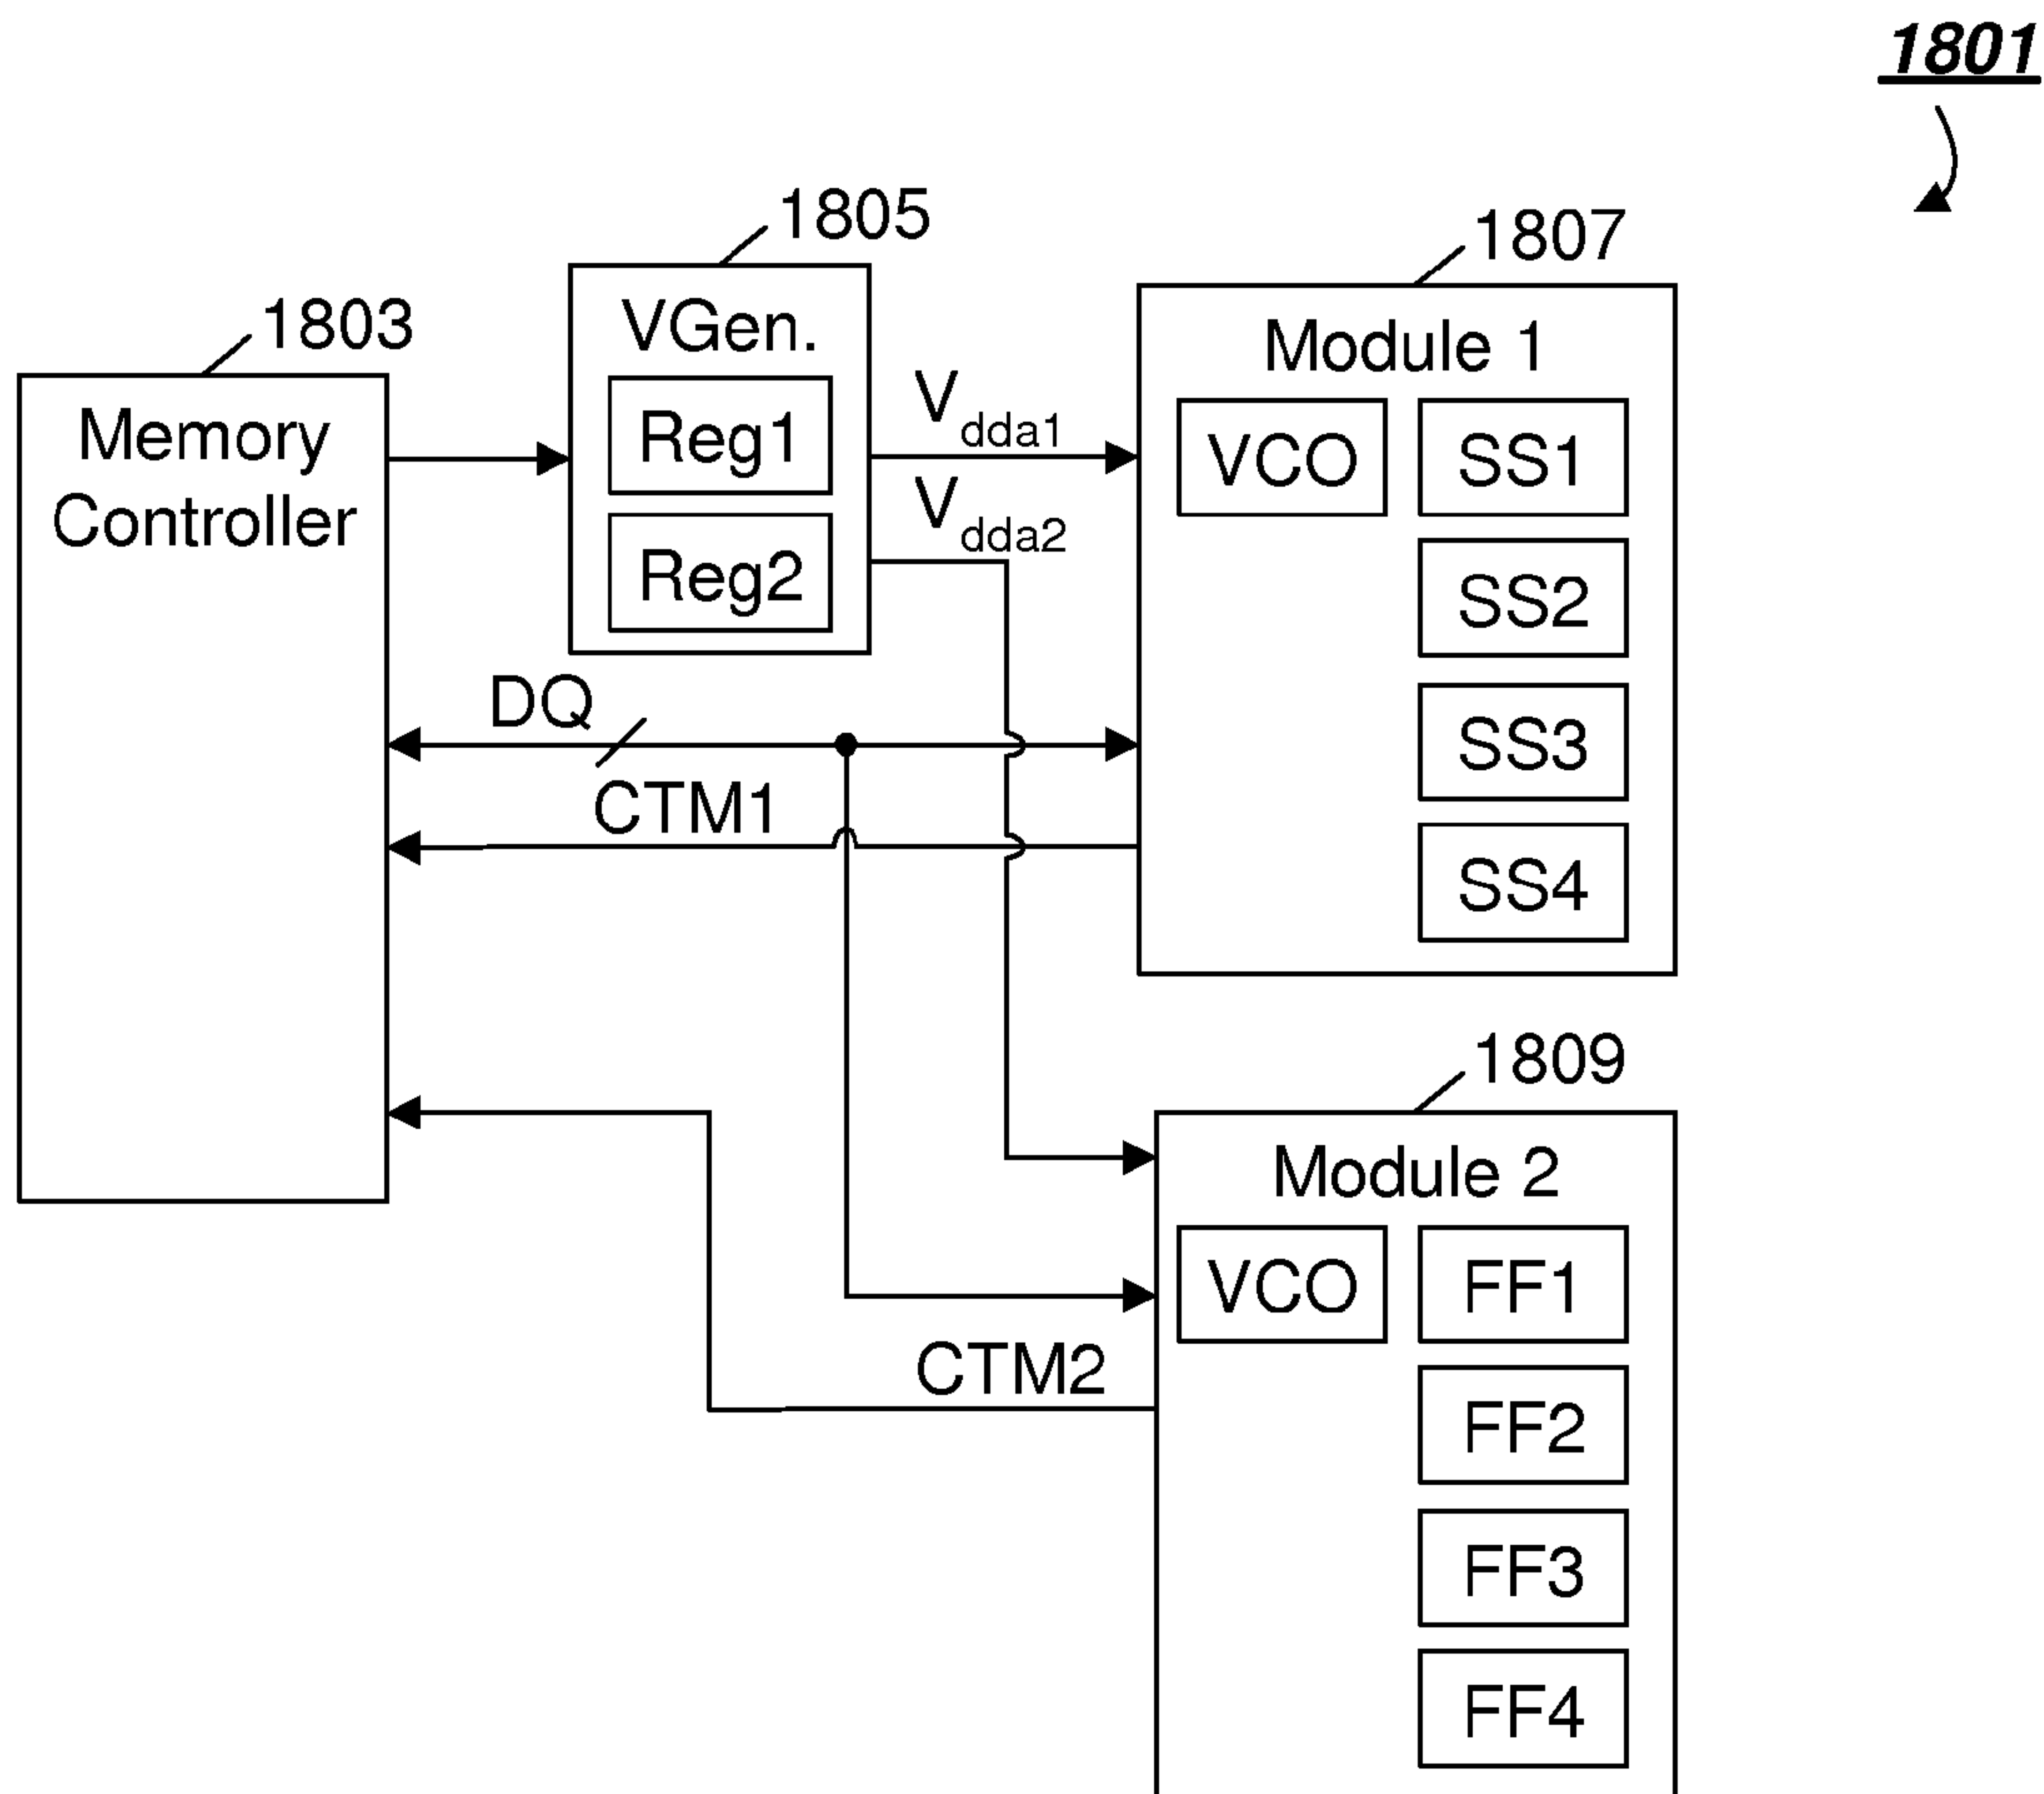 1801
1805
1807
1803
VGen.
Module 1
Memory
Controller
Reg1
Reg2
Vdda1
Vdda2
VCO
SS1
SS2
SS3
SS4
DQ
CTM1
1809
Module 2
VCO
FF1
FF2
FF3
FF4
CTM2